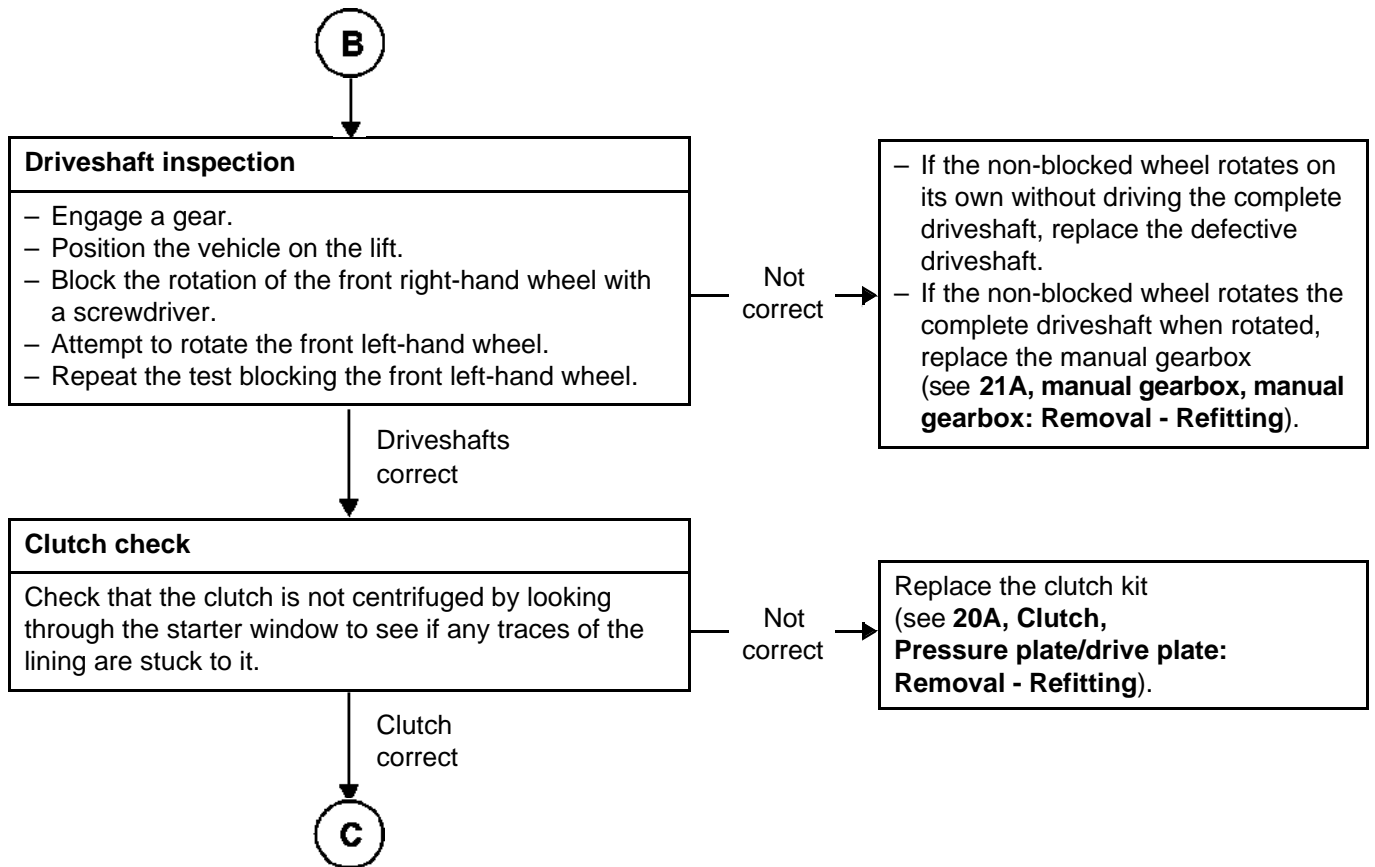 B
Driveshaft inspection
– Engage a gear.
– Position the vehicle on the lift.
– Block the rotation of the front right-hand wheel with
a screwdriver.
– Attempt to rotate the front left-hand wheel.
– Repeat the test blocking the front left-hand wheel.
Not
correct
– If the non-blocked wheel rotates on
its own without driving the complete
driveshaft, replace the defective
driveshaft.
– If the non-blocked wheel rotates the
complete driveshaft when rotated,
replace the manual gearbox
(see 21A, manual gearbox, manual
gearbox: Removal - Refitting).
Driveshafts
correct
Clutch check
Check that the clutch is not centrifuged by looking
through the starter window to see if any traces of the
lining are stuck to it.
Not
correct
Replace the clutch kit
(see 20A, Clutch,
Pressure plate/drive plate:
Removal - Refitting).
Clutch
correct
C